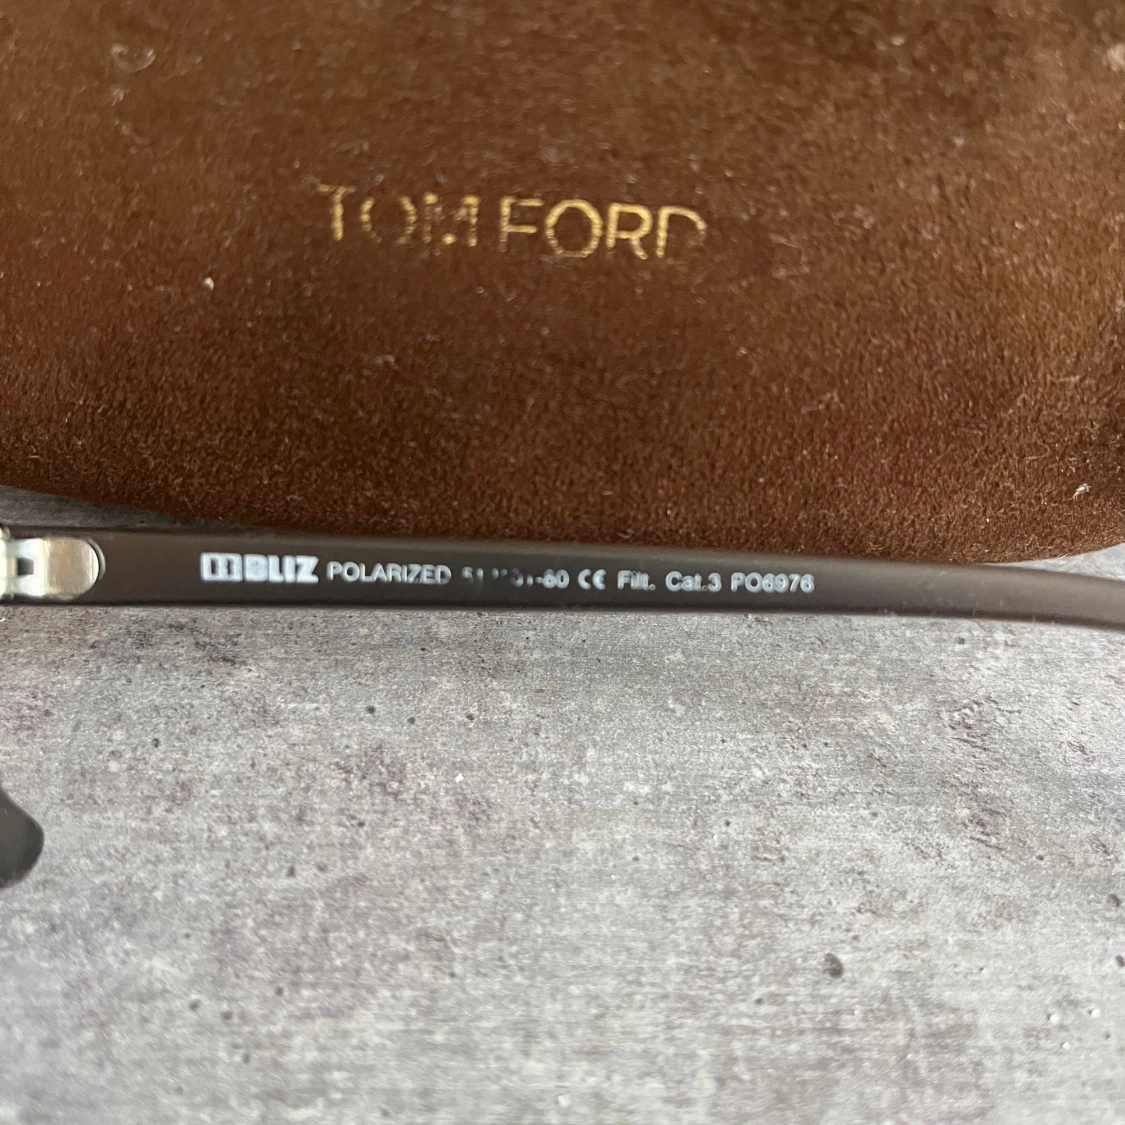 TOM FORD
BLIZ POLARIZED CE Filt. Cat.3 PO6976